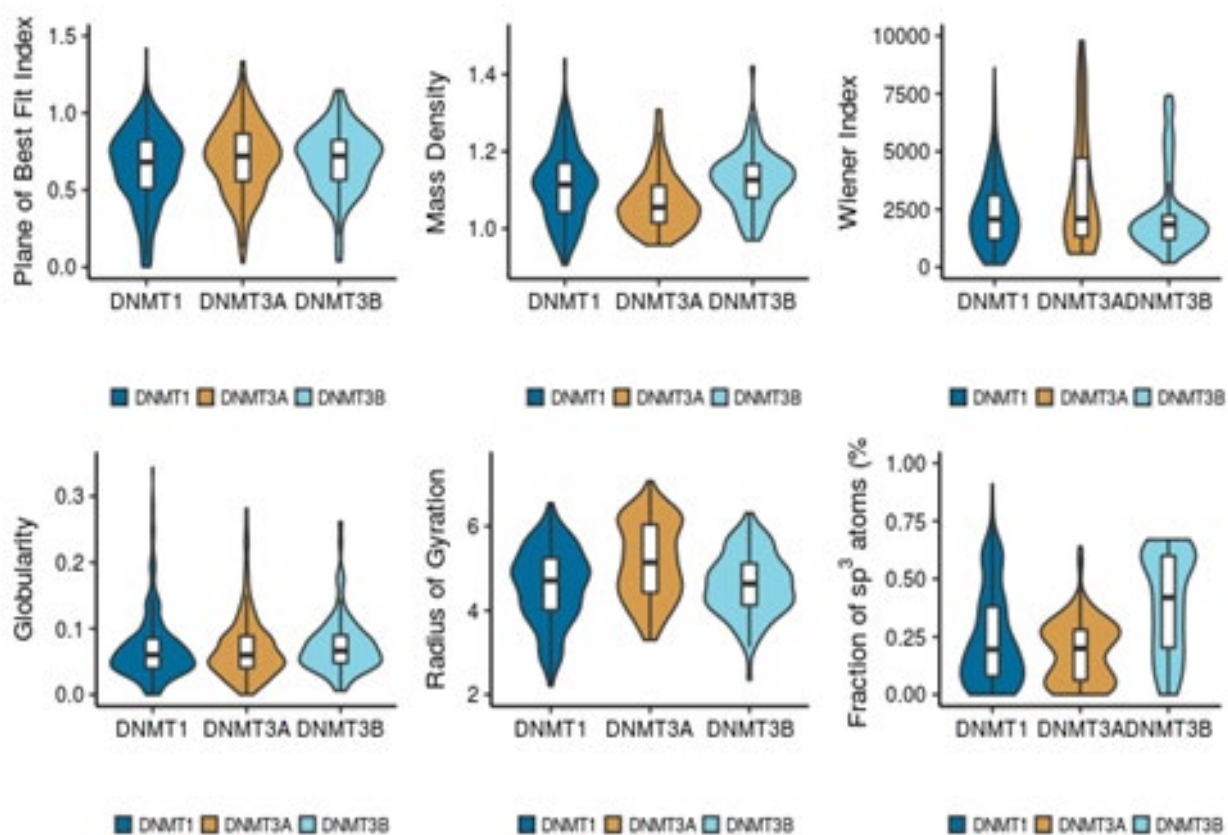 Plane of Best Fit Index
1.5
1.0
0.5
0.0
DNMT1 DNMT3A DNMT3B
DNMT1 DNMT3A DNMT3B
Mass Density
1.4
1.2
1.0
DNMT1 DNMT3A DNMT3B
DNMT1 DNMT3A DNMT3B
Wiener Index
10000
7500
5000
2500
0
DNMT1 DNMT3ADNMT3B
DNMT1 DNMT3A DNMT3B
Globularity
0.3
0.2
0.1
0.0
DNMT1 DNMT3A DNMT3B
DNMT1 DNMT3A DNMT3B
Radius of Gyration
6
4
2
DNMT1 DNMT3A DNMT3B
DNMT1 DNMT3A DNMT3B
Fraction of sp³ atoms (%
1.00
0.75
0.50
0.25
0.00
DNMT1 DNMT3ADNMT3B
DNMT1 DNMT3A DNMT3B